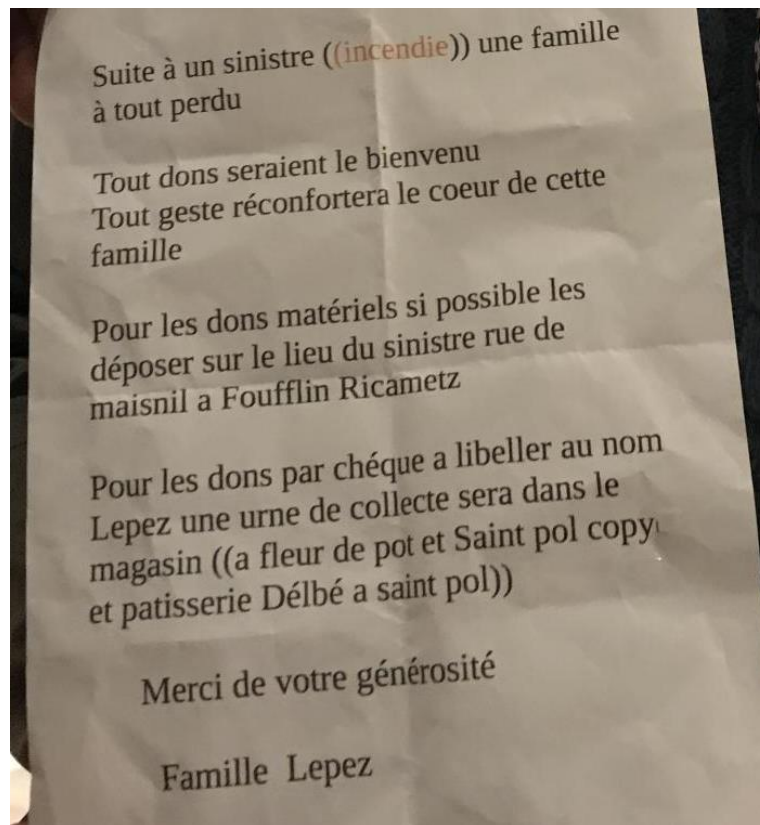 Suite à un sinistre ((incendie)) une famille
à tout perdu
Tout dons seraient le bienvenu
Tout geste réconfortera le coeur de cette
famille
Pour les dons matériels si possible les
déposer sur le lieu du sinistre rue de
maisnil a Foufflin Ricametz
Pour les dons par chéque a libeller au nom
Lepez une urne de collecte sera dans le
magasin ((a fleur de pot et Saint pol copy
et patisserie Délbé a saint pol))
Merci de votre générosité
Famille Lepez